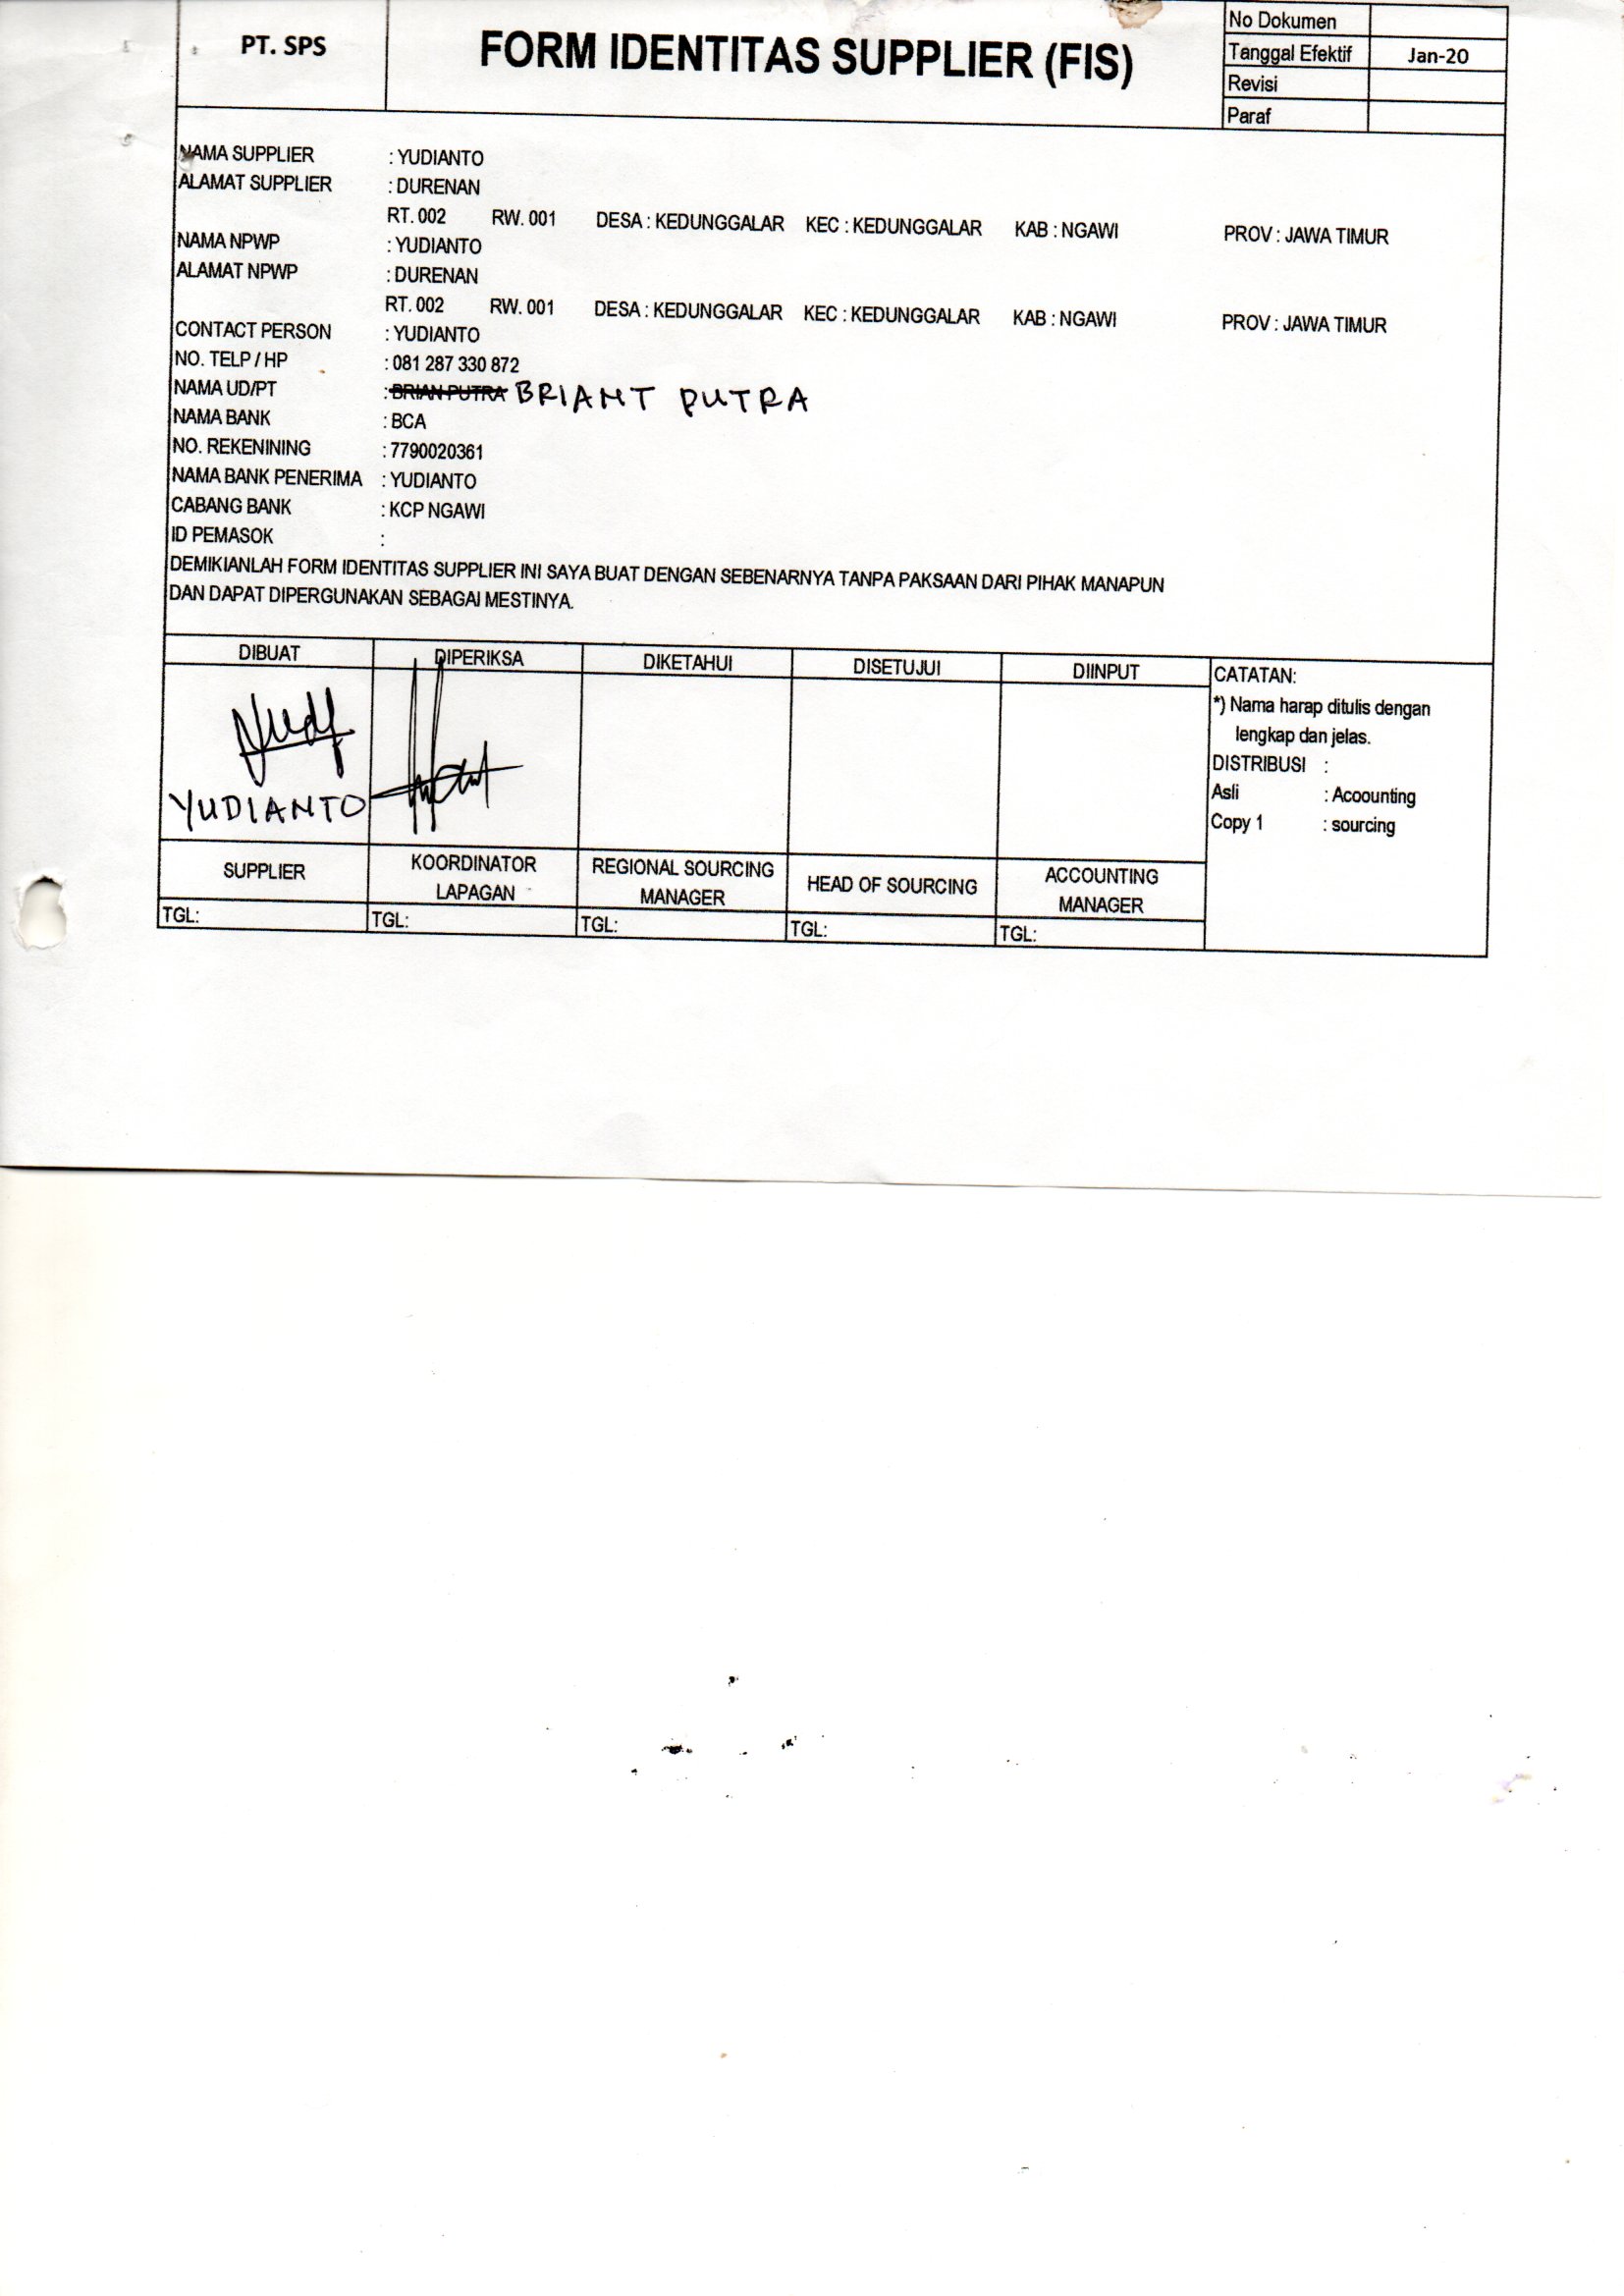 PT. SPS
FORM IDENTITAS SUPPLIER (FIS)
No Dokumen
Tanggal Efektif Jan-20
Revisi
Paraf
NAMA SUPPLIER : YUDIANTO
ALAMAT SUPPLIER : DURENAN
RT. 002 RW. 001 DESA : KEDUNGGALAR KEC : KEDUNGGALAR KAB : NGAWI PROV : JAWA TIMUR
NAMA NPWP : YUDIANTO
ALAMAT NPWP : DURENAN
RT. 002 RW. 001 DESA : KEDUNGGALAR KEC : KEDUNGGALAR KAB : NGAWI PROV : JAWA TIMUR
CONTACT PERSON : YUDIANTO
NO. TELP / HP : 081 287 330 872
NAMA UD/PT : BRIAN PUTRA BRIANT PUTRA
NAMA BANK : BCA
NO. REKENINING : 7790020361
NAMA BANK PENERIMA : YUDIANTO
CABANG BANK : KCP NGAWI
ID PEMASOK :
DEMIKIANLAH FORM IDENTITAS SUPPLIER INI SAYA BUAT DENGAN SEBENARNYA TANPA PAKSAAN DARI PIHAK MANAPUN
DAN DAPAT DIPERGUNAKAN SEBAGAI MESTINYA.
DIBUAT DIPERIKSA DIKETAHUI DISETUJUI DIINPUT
YUDIANTO
SUPPLIER KOORDINATOR LAPAGAN REGIONAL SOURCING MANAGER HEAD OF SOURCING ACCOUNTING MANAGER
TGL: TGL: TGL: TGL: TGL:
CATATAN:
*) Nama harap ditulis dengan
lengkap dan jelas.
DISTRIBUSI :
Asli : Acoounting
Copy 1 : sourcing